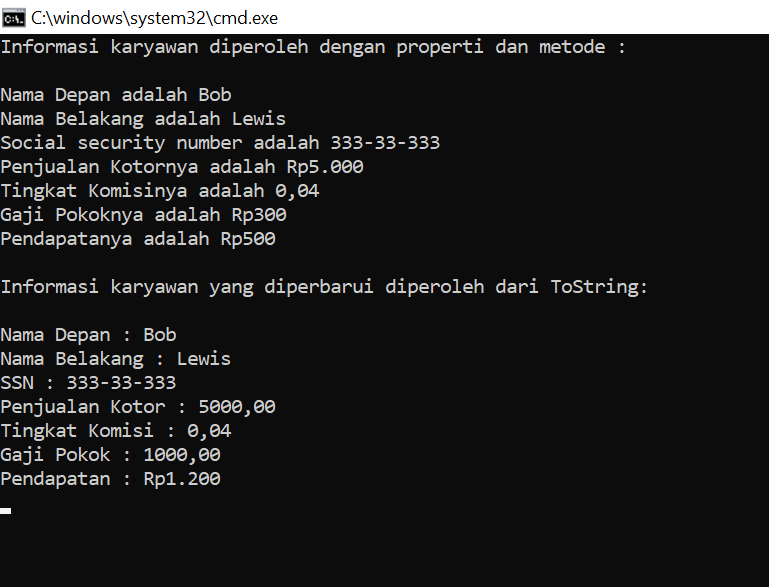 C:\windows\system32\cmd.exe
Informasi karyawan diperoleh dengan properti dan metode :
Nama Depan adalah Bob
Nama Belakang adalah Lewis
Social security number adalah 333-33-333
Penjualan Kotornya adalah Rp5.000
Tingkat Komisinya adalah 0,04
Gaji Pokoknya adalah Rp300
Pendapatanya adalah Rp500
Informasi karyawan yang diperbarui diperoleh dari ToString:
Nama Depan : Bob
Nama Belakang : Lewis
SSN : 333-33-333
Penjualan Kotor : 5000,00
Tingkat Komisi : 0,04
Gaji Pokok : 1000,00
Pendapatan : Rp1.200